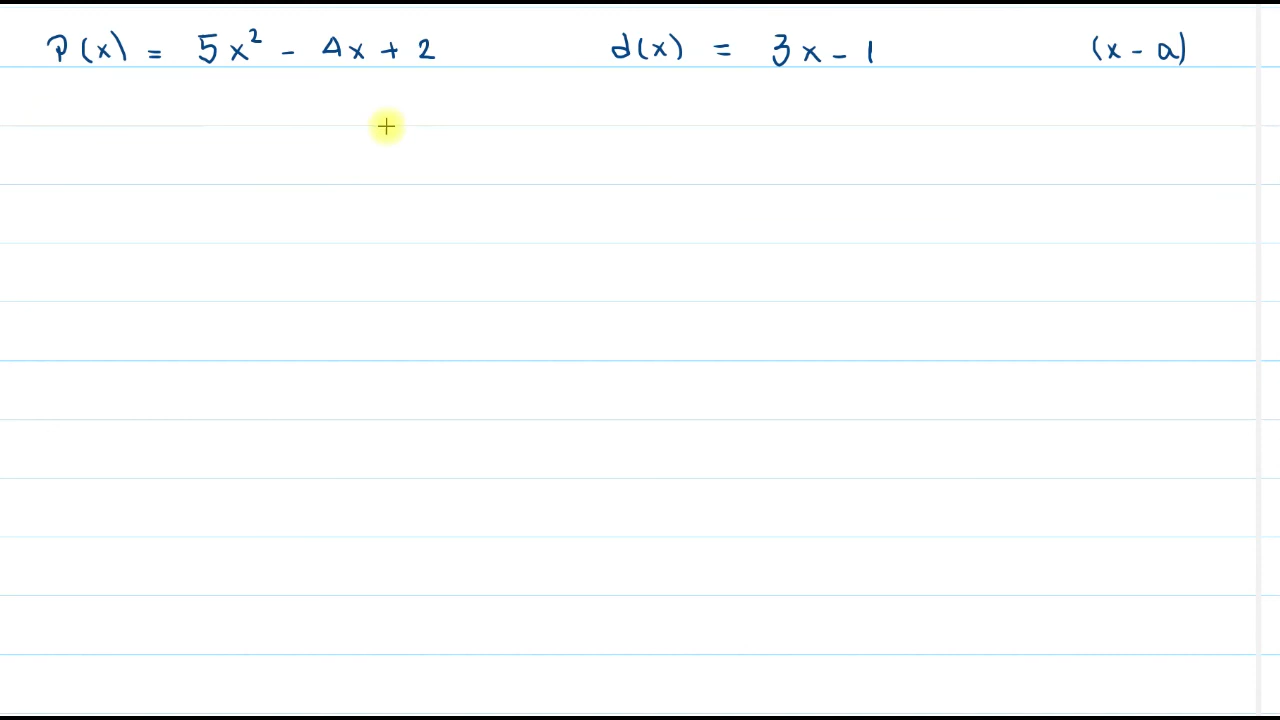 P(x) = 5x² - 4x + 2 d(x) = 3x - 1 (x - a)